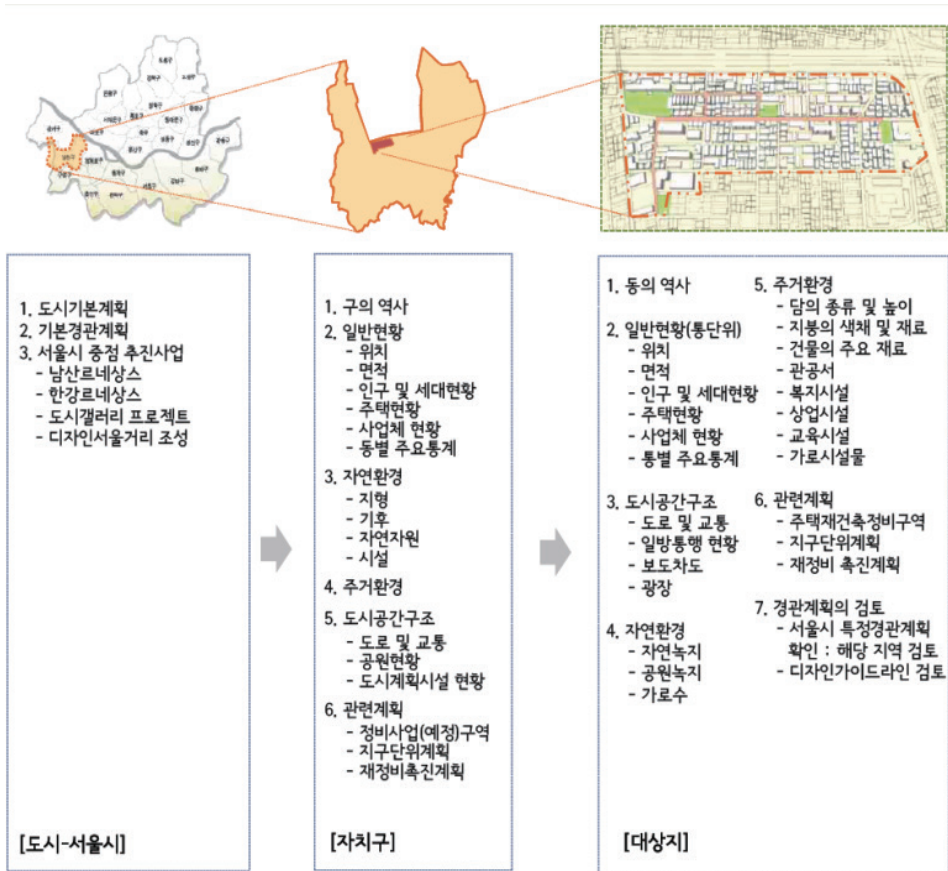 1. 도시기본계획
2. 기본경관계획
3. 서울시 중점 추진사업
- 남산르네상스
- 한강르네상스
- 도시갤러리 프로젝트
- 디자인서울거리 조성
[도시-서울시]
1. 구의 역사
2. 일반현황
- 위치
- 면적
- 인구 및 세대현황
- 주택현황
- 사업체 현황
- 동별 주요통계
3. 자연환경
- 지형
- 기후
- 자연자원
- 시설
4. 주거환경
5. 도시공간구조
- 도로 및 교통
- 공원현황
- 도시계획시설 현황
6. 관련계획
- 정비사업(예정)구역
- 지구단위계획
- 재정비촉진계획
[자치구]
1. 동의 역사
2. 일반현황(통단위)
- 위치
- 면적
- 인구 및 세대현황
- 주택현황
- 사업체 현황
- 통별 주요통계
3. 도시공간구조
- 도로 및 교통
- 일방통행 현황
- 보도차도
- 광장
4. 자연환경
- 자연녹지
- 공원녹지
- 가로수
5. 주거환경
- 담의 종류 및 높이
- 지붕의 색채 및 재료
- 건물의 주요 재료
- 관공서
- 복지시설
- 상업시설
- 교육시설
- 가로시설물
6. 관련계획
- 주택재건축정비구역
- 지구단위계획
- 재정비 촉진계획
7. 경관계획의 검토
- 서울시 특정경관계획
확인 : 해당 지역 검토
- 디자인가이드라인 검토
[대상지]